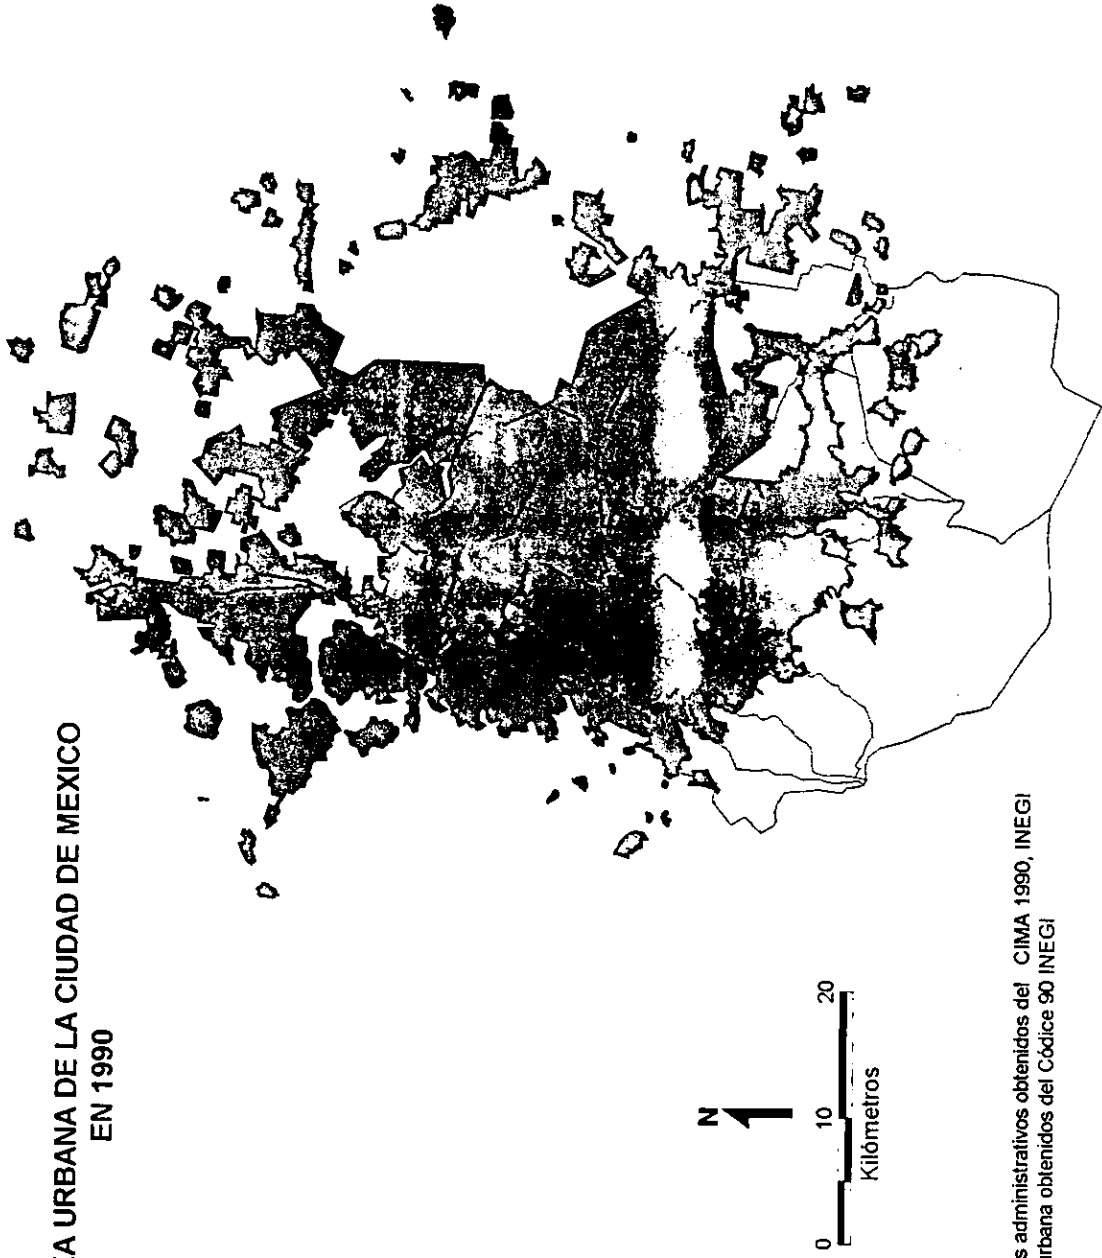 URBANA DE LA CIUDAD DE MEXICO
EN 1990
N
0 10 20
Kilómetros
administrativos obtenidos del CIMA 1990, INEGI
obtenidos del Códice 90 INEGI